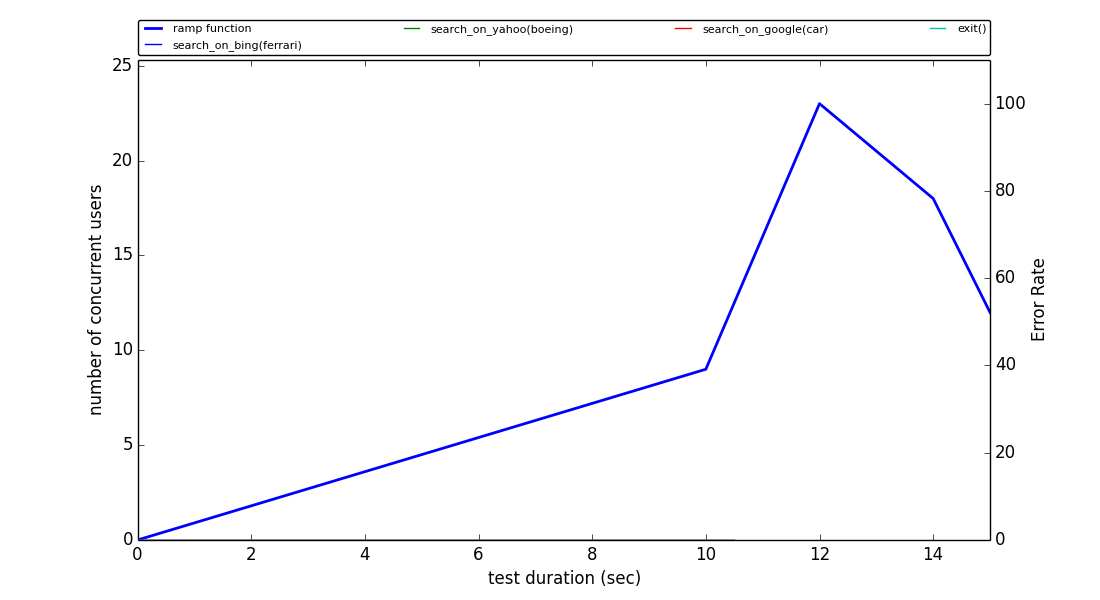 ramp function search_on_yahoo(boeing) search_on_google(car) exit()
search_on_bing(ferrari)
25
20
15
10
5
0
number of concurrent users
100
80
60
40
20
0
Error Rate
0 2 4 6 8 10 12 14
test duration (sec)